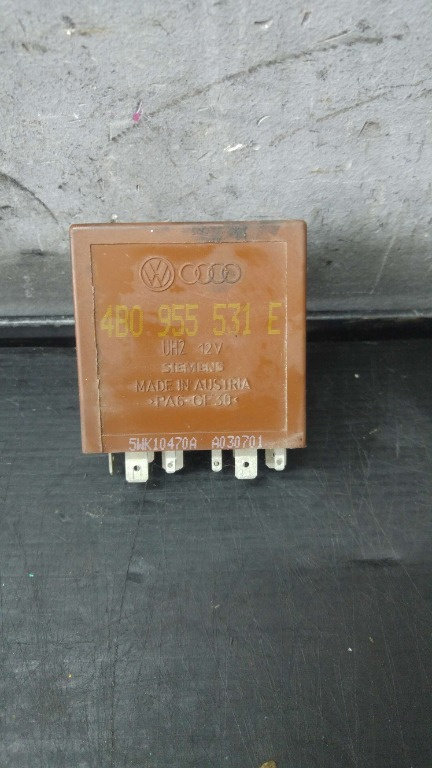 4B0 955 531 E
UH2 12V
SIEMENS
MADE IN AUSTRIA
>PA6-GF30<
5WK10470A A030701